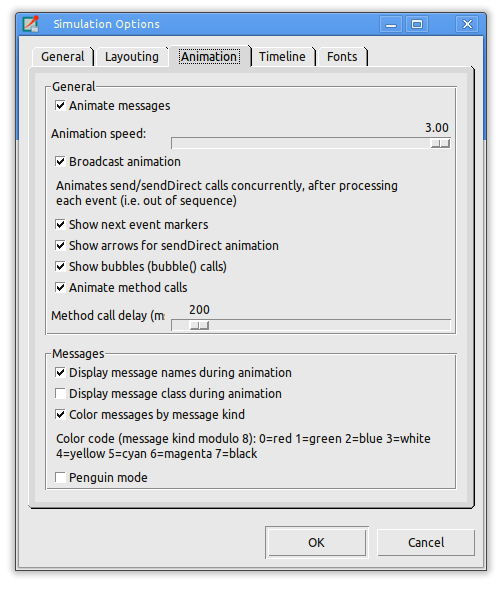 Simulation Options
General Layouting Animation Timeline Fonts
General
Animate messages
3.00
Animation speed:
Broadcast animation
Animates send/sendDirect calls concurrently, after processing
each event (i.e. out of sequence)
Show next event markers
Show arrows for sendDirect animation
Show bubbles (bubble() calls)
Animate method calls
200
Method call delay (m
Messages
Display message names during animation
Display message class during animation
Color messages by message kind
Color code (message kind modulo 8): 0=red 1=green 2=blue 3=white
4=yellow 5=cyan 6=magenta 7=black
Penguin mode
OK Cancel